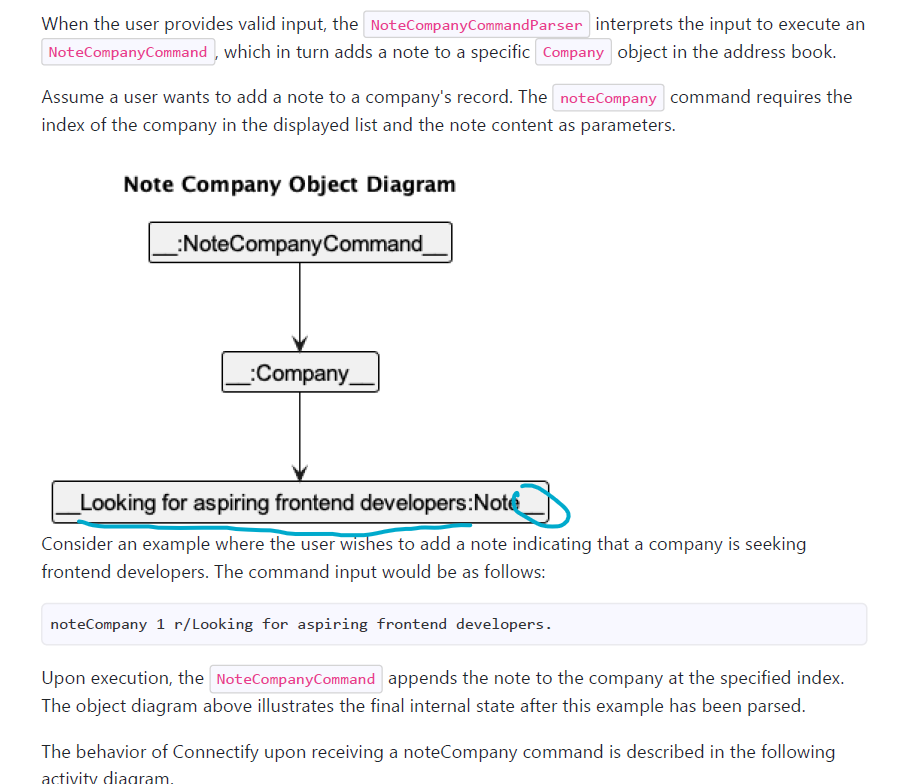 When the user provides valid input, the NoteCompanyCommandParser interprets the input to execute an
NoteCompanyCommand , which in turn adds a note to a specific Company object in the address book.
Assume a user wants to add a note to a company's record. The noteCompany command requires the
index of the company in the displayed list and the note content as parameters.
Note Company Object Diagram
__:NoteCompanyCommand__
__:Company__
__Looking for aspiring frontend developers:Note__
Consider an example where the user wishes to add a note indicating that a company is seeking
frontend developers. The command input would be as follows:
noteCompany 1 r/Looking for aspiring frontend developers.
Upon execution, the NoteCompanyCommand appends the note to the company at the specified index.
The object diagram above illustrates the final internal state after this example has been parsed.
The behavior of Connectify upon receiving a noteCompany command is described in the following
activity diagram.